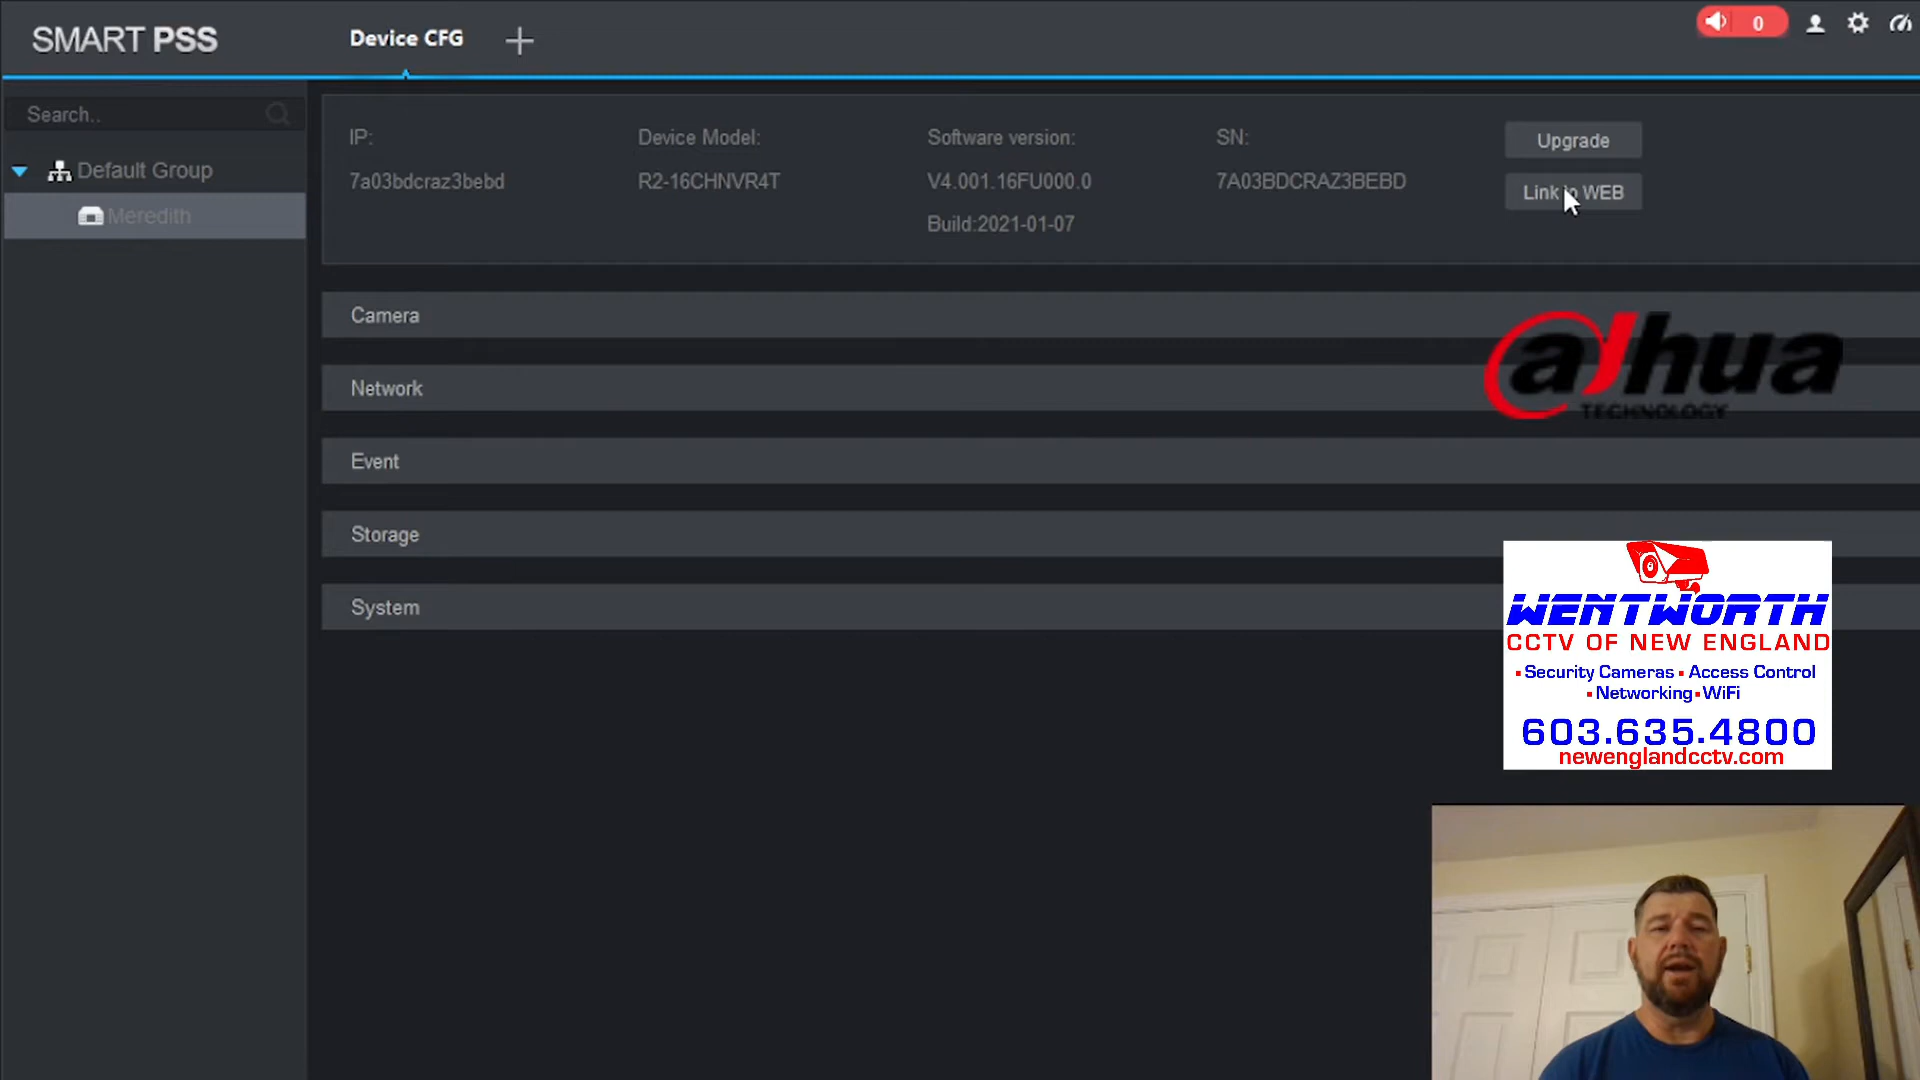 SMART PSS
Device CFG
0
Search..
Default Group
Meredith
IP:
7a03bdcraz3bebd
Device Model:
R2-16CHNVR4T
Software version:
V4.001.16FU000.0
Build:2021-01-07
SN:
7A03BDCRAZ3BEBD
Upgrade
Link to WEB
Camera
Network
Event
Storage
System
alhua
TECHNOLOGY
WENTWORTH
CCTV OF NEW ENGLAND
▪Security Cameras▪Access Control
▪Networking▪WiFi
603.635.4800
newenglandcctv.com